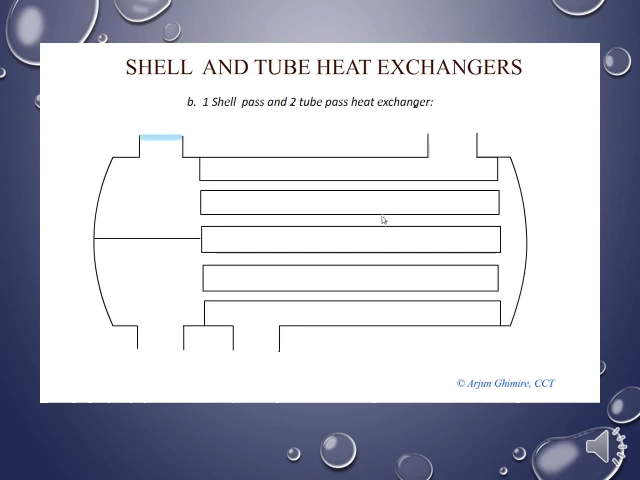 SHELL AND TUBE HEAT EXCHANGERS
b. 1 Shell pass and 2 tube pass heat exchanger:
© Arjun Ghimire, CCT